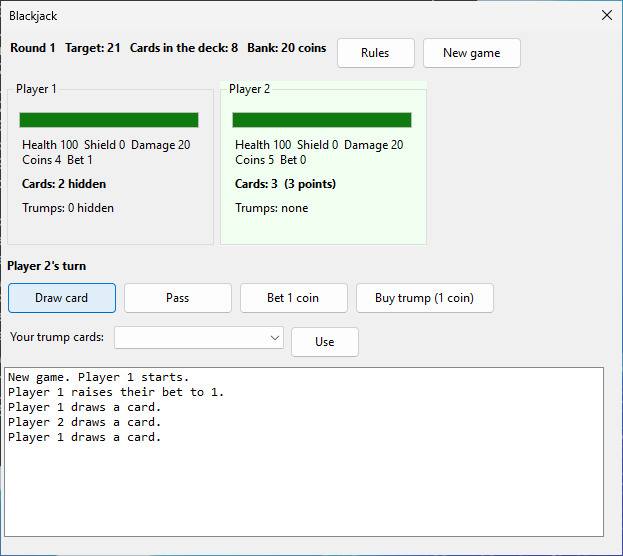 Blackjack
Round 1 Target: 21 Cards in the deck: 8 Bank: 20 coins
Rules
New game
Player 1
Health 100 Shield 0 Damage 20
Coins 4 Bet 1
Cards: 2 hidden
Trumps: 0 hidden
Player 2
Health 100 Shield 0 Damage 20
Coins 5 Bet 0
Cards: 3 (3 points)
Trumps: none
Player 2's turn
Draw card
Pass
Bet 1 coin
Buy trump (1 coin)
Your trump cards:
Use
New game. Player 1 starts.
Player 1 raises their bet to 1.
Player 1 draws a card.
Player 2 draws a card.
Player 1 draws a card.